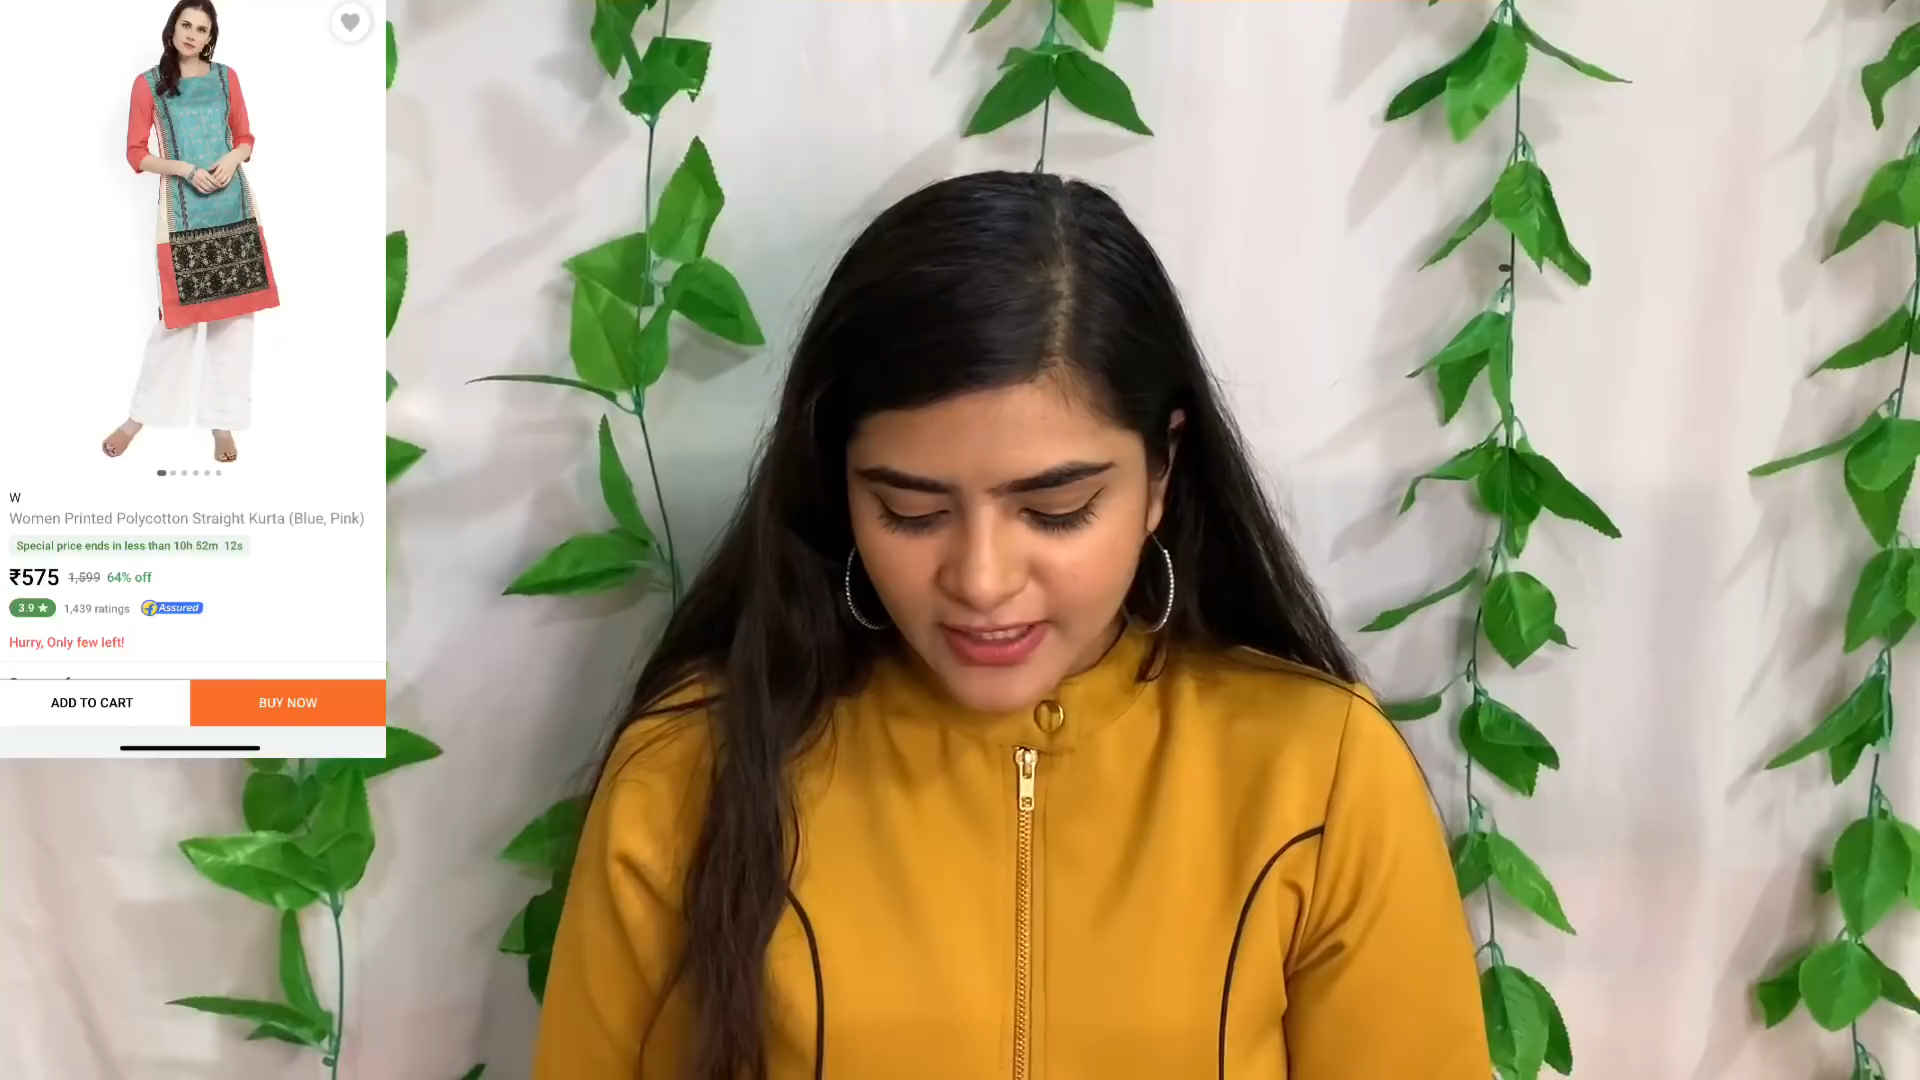 W
Women Printed Polycotton Straight Kurta (Blue, Pink)
Special price ends in less than 10h 52m 12s
₹575 1,599 64% off
3.9 ★ 1,439 ratings f Assured
Hurry, Only few left!
ADD TO CART BUY NOW